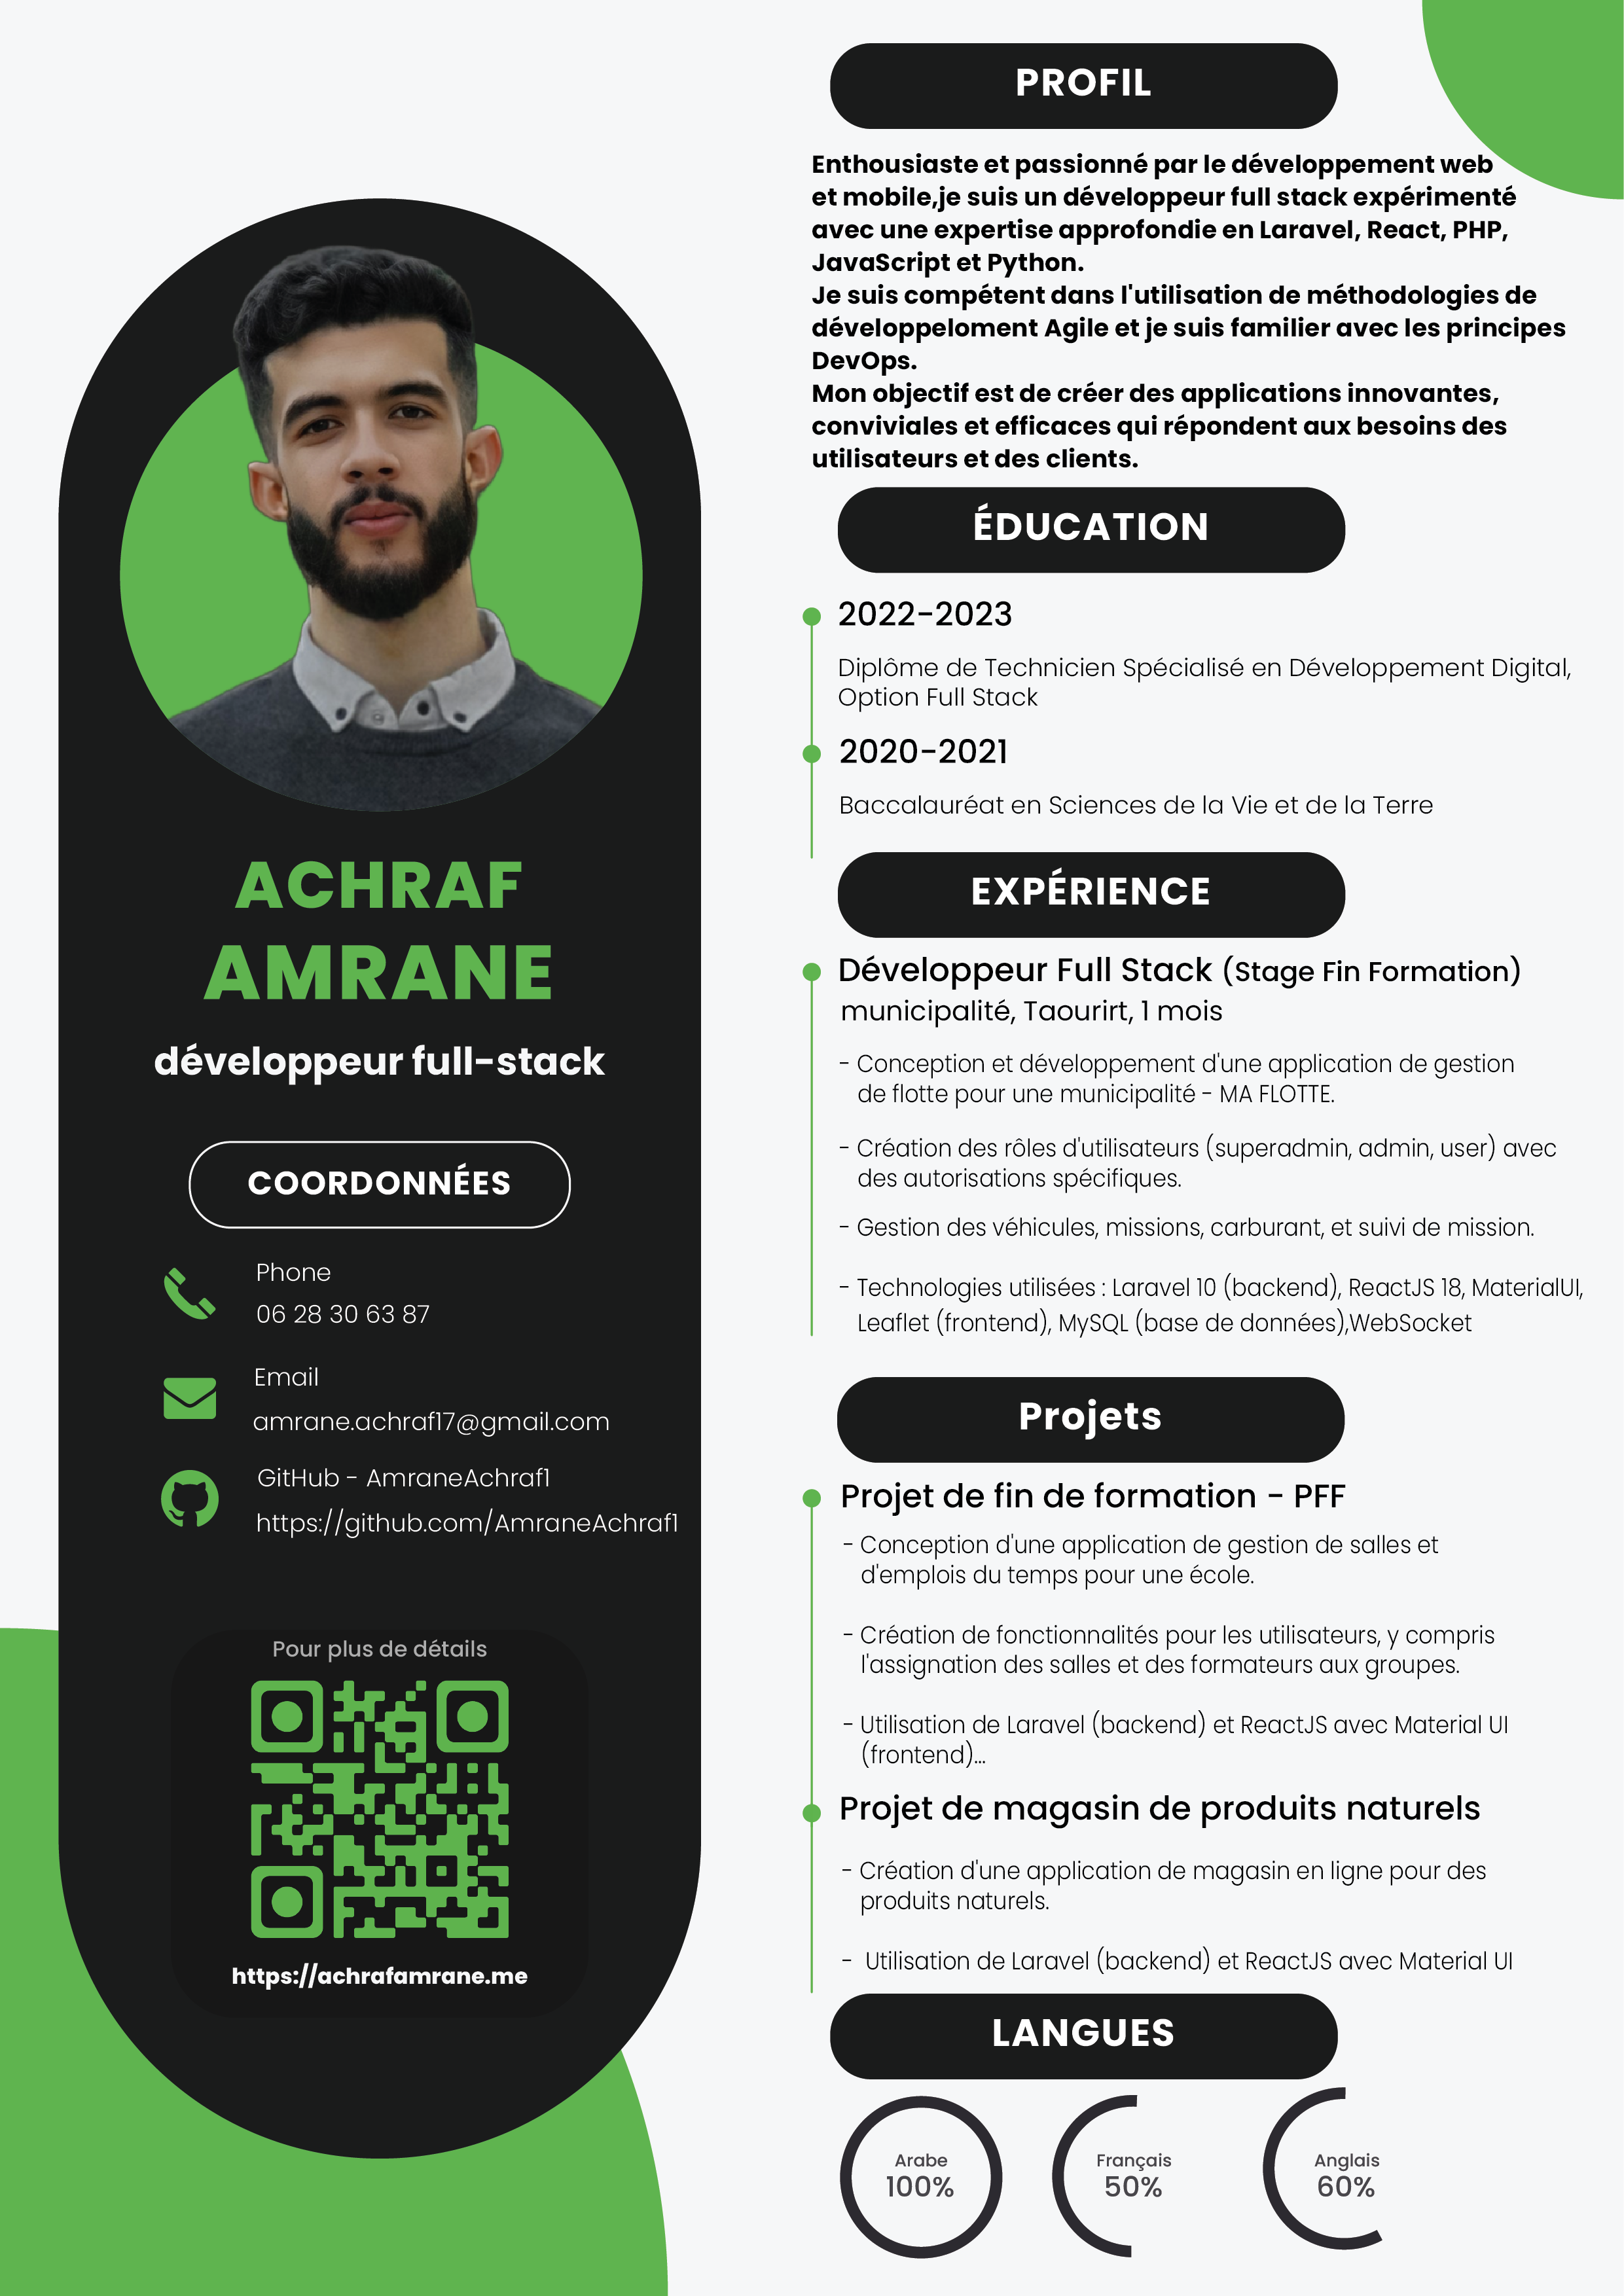 ACHRAF
AMRANE
développeur full-stack
COORDONNÉES
Phone
06 28 30 63 87
Email
amrane.achraf17@gmail.com
GitHub - AmraneAchraf1
https://github.com/AmraneAchraf1
Pour plus de détails
https://achrafamrane.me
PROFIL
Enthousiaste et passionné par le développement web
et mobile,je suis un développeur full stack expérimenté
avec une expertise approfondie en Laravel, React, PHP,
JavaScript et Python.
Je suis compétent dans l'utilisation de méthodologies de
développeloment Agile et je suis familier avec les principes
DevOps.
Mon objectif est de créer des applications innovantes,
conviviales et efficaces qui répondent aux besoins des
utilisateurs et des clients.
ÉDUCATION
2022-2023
Diplôme de Technicien Spécialisé en Développement Digital,
Option Full Stack
2020-2021
Baccalauréat en Sciences de la Vie et de la Terre
EXPÉRIENCE
Développeur Full Stack (Stage Fin Formation)
municipalité, Taourirt, 1 mois
- Conception et développement d'une application de gestion
de flotte pour une municipalité - MA FLOTTE.
- Création des rôles d'utilisateurs (superadmin, admin, user) avec
des autorisations spécifiques.
- Gestion des véhicules, missions, carburant, et suivi de mission.
- Technologies utilisées : Laravel 10 (backend), ReactJS 18, MaterialUI,
Leaflet (frontend), MySQL (base de données),WebSocket
Projets
Projet de fin de formation - PFF
- Conception d'une application de gestion de salles et
d'emplois du temps pour une école.
- Création de fonctionnalités pour les utilisateurs, y compris
l'assignation des salles et des formateurs aux groupes.
- Utilisation de Laravel (backend) et ReactJS avec Material UI
(frontend)...
Projet de magasin de produits naturels
- Création d'une application de magasin en ligne pour des
produits naturels.
- Utilisation de Laravel (backend) et ReactJS avec Material UI
LANGUES
Arabe
100%
Français
50%
Anglais
60%